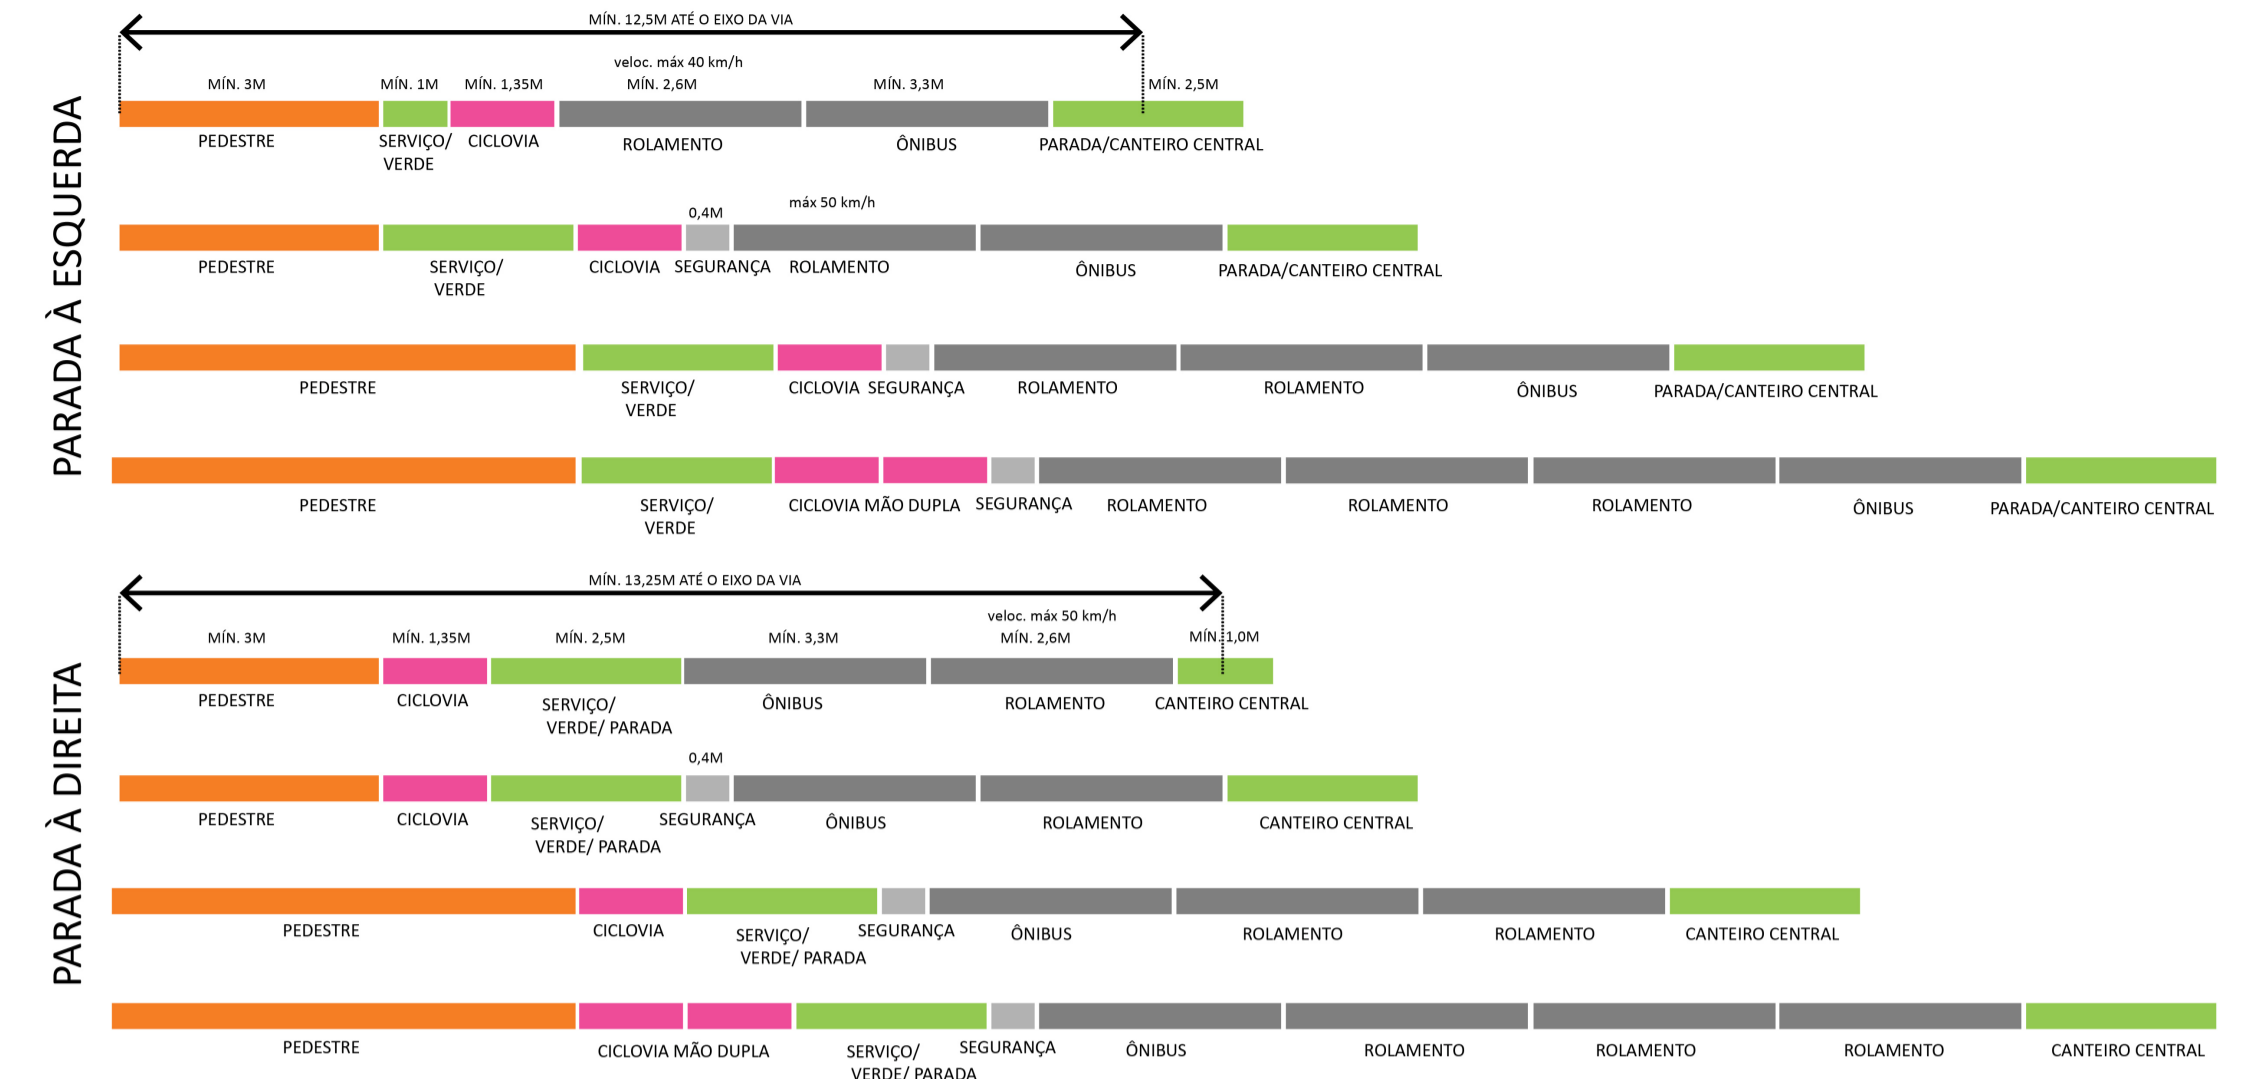 PARADA À ESQUERDA
MÍN. 12,5M ATÉ O EIXO DA VIA
veloc. máx 40 km/h
MÍN. 3M MÍN. 1M MÍN. 1,35M MÍN. 2,6M MÍN. 3,3M MÍN. 2,5M
PEDESTRE SERVIÇO/ CICLOVIA ROLAMENTO ÔNIBUS PARADA/CANTEIRO CENTRAL
VERDE
0,4M máx 50 km/h
PEDESTRE SERVIÇO/ CICLOVIA SEGURANÇA ROLAMENTO ÔNIBUS PARADA/CANTEIRO CENTRAL
VERDE
PEDESTRE SERVIÇO/ CICLOVIA SEGURANÇA ROLAMENTO ROLAMENTO ÔNIBUS PARADA/CANTEIRO CENTRAL
VERDE
PEDESTRE SERVIÇO/ CICLOVIA MÃO DUPLA SEGURANÇA ROLAMENTO ROLAMENTO ROLAMENTO ÔNIBUS PARADA/CANTEIRO CENTRAL
VERDE
PARADA À DIREITA
MÍN. 13,25M ATÉ O EIXO DA VIA
veloc. máx 50 km/h
MÍN. 3M MÍN. 1,35M MÍN. 2,5M MÍN. 3,3M MÍN. 2,6M MÍN. 1,0M
PEDESTRE CICLOVIA SERVIÇO/ ÔNIBUS ROLAMENTO CANTEIRO CENTRAL
VERDE/ PARADA
0,4M
PEDESTRE CICLOVIA SERVIÇO/ SEGURANÇA ÔNIBUS ROLAMENTO CANTEIRO CENTRAL
VERDE/ PARADA
PEDESTRE CICLOVIA SERVIÇO/ SEGURANÇA ÔNIBUS ROLAMENTO ROLAMENTO CANTEIRO CENTRAL
VERDE/ PARADA
PEDESTRE CICLOVIA MÃO DUPLA SERVIÇO/ SEGURANÇA ÔNIBUS ROLAMENTO ROLAMENTO ROLAMENTO CANTEIRO CENTRAL
VERDE/ PARADA